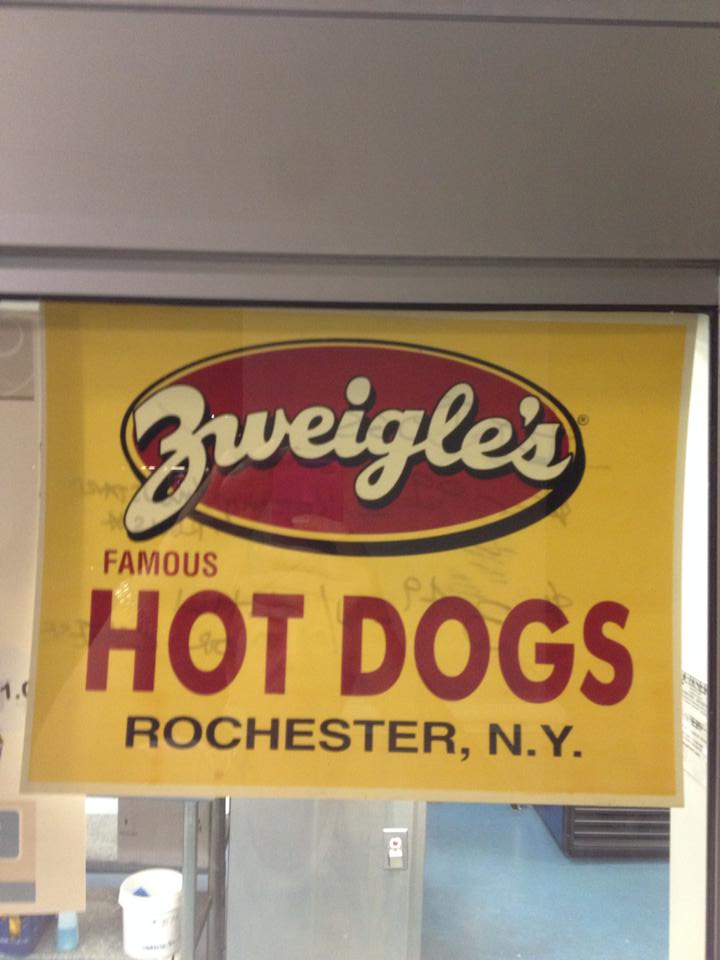 Zweigle's®
FAMOUS
HOT DOGS
ROCHESTER, N.Y.